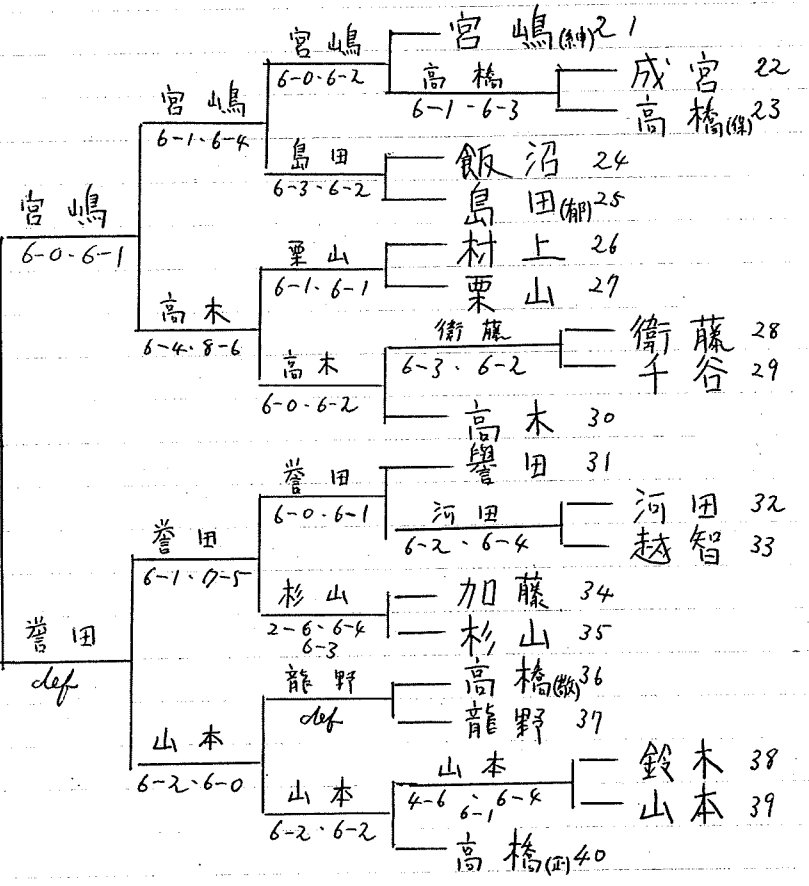 宮嶋 宮嶋(紳)21
6-0・6-2 高橋 成宮 22
宮嶋 6-1-6-3 高橋(保)23
6-1・6-4 島田 飯沼 24
6-3・6-2 島田(郁)25
宮嶋
6-0・6-1 栗山 村上 26
6-1・6-1 栗山 27
高木 衛藤 衛藤 28
6-4・8-6 高木 6-3・6-2 千谷 29
6-0・6-2 高木 30
誉田 譽田 31
6-0・6-1 河田 河田 32
誉田 6-2・6-4 越智 33
6-1・7-5 杉山 加藤 34
2-6・6-4 杉山 35
6-3
誉田
def 龍野 高橋 36
def 龍野 37
山本 山本 鈴木 38
6-2・6-0 山本 4-6・6-1・6-4 山本 39
6-2・6-2 高橋(正)40